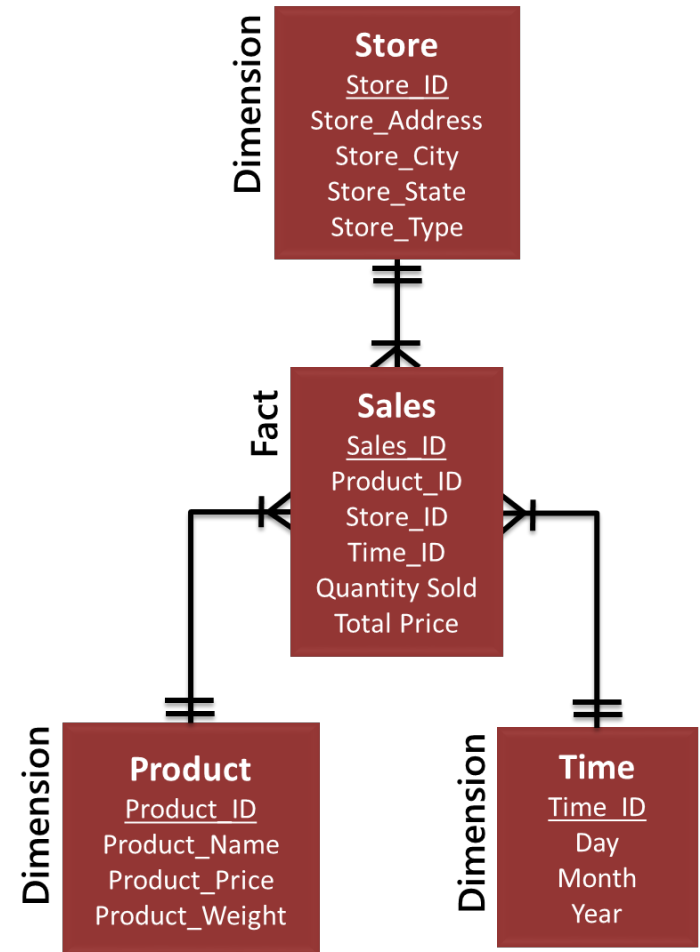 Dimension
Store
Store_ID
Store_Address
Store_City
Store_State
Store_Type
Fact
Sales
Sales_ID
Product_ID
Store_ID
Time_ID
Quantity Sold
Total Price
Dimension
Product
Product_ID
Product_Name
Product_Price
Product_Weight
Dimension
Time
Time_ID
Day
Month
Year